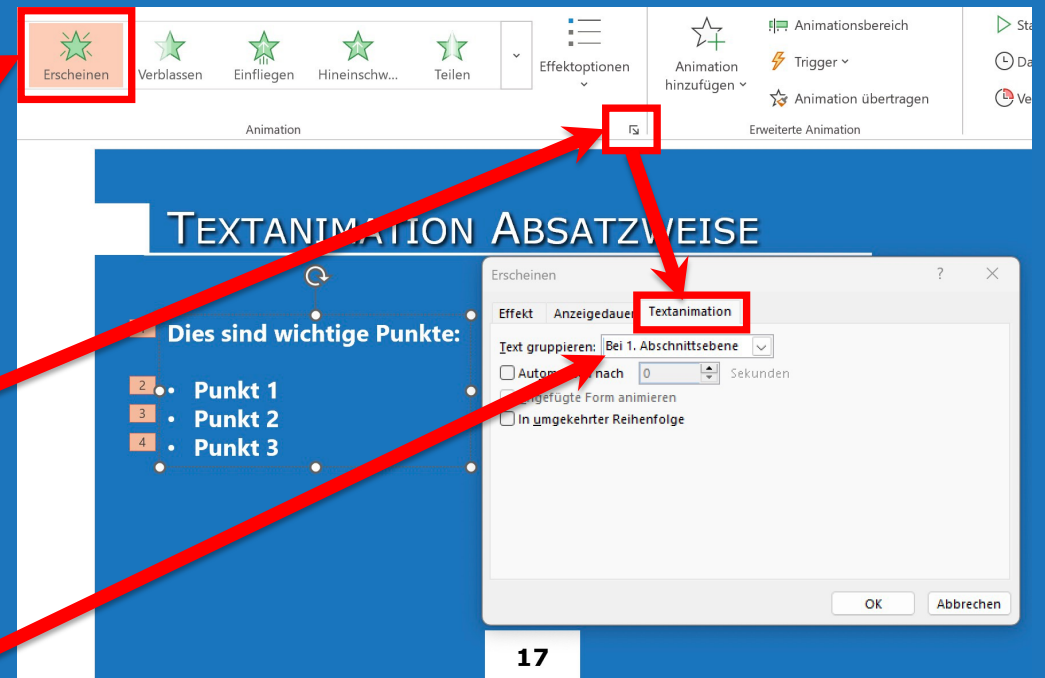 Erscheinen Verblassen Einfliegen Hineinschw... Teilen
Effektoptionen
Animation hinzufügen
Animationsbereich
Trigger
Animation übertragen
Animation
Erweiterte Animation
TEXTANIMATION ABSATZWEISE
Dies sind wichtige Punkte:
2 • Punkt 1
3 • Punkt 2
4 • Punkt 3
Erscheinen ? ×
Effekt Anzeigedauer Textanimation
Text gruppieren: Bei 1. Abschnittsebene
nach 0 Sekunden
Form animieren
In umgekehrter Reihenfolge
OK Abbrechen
17